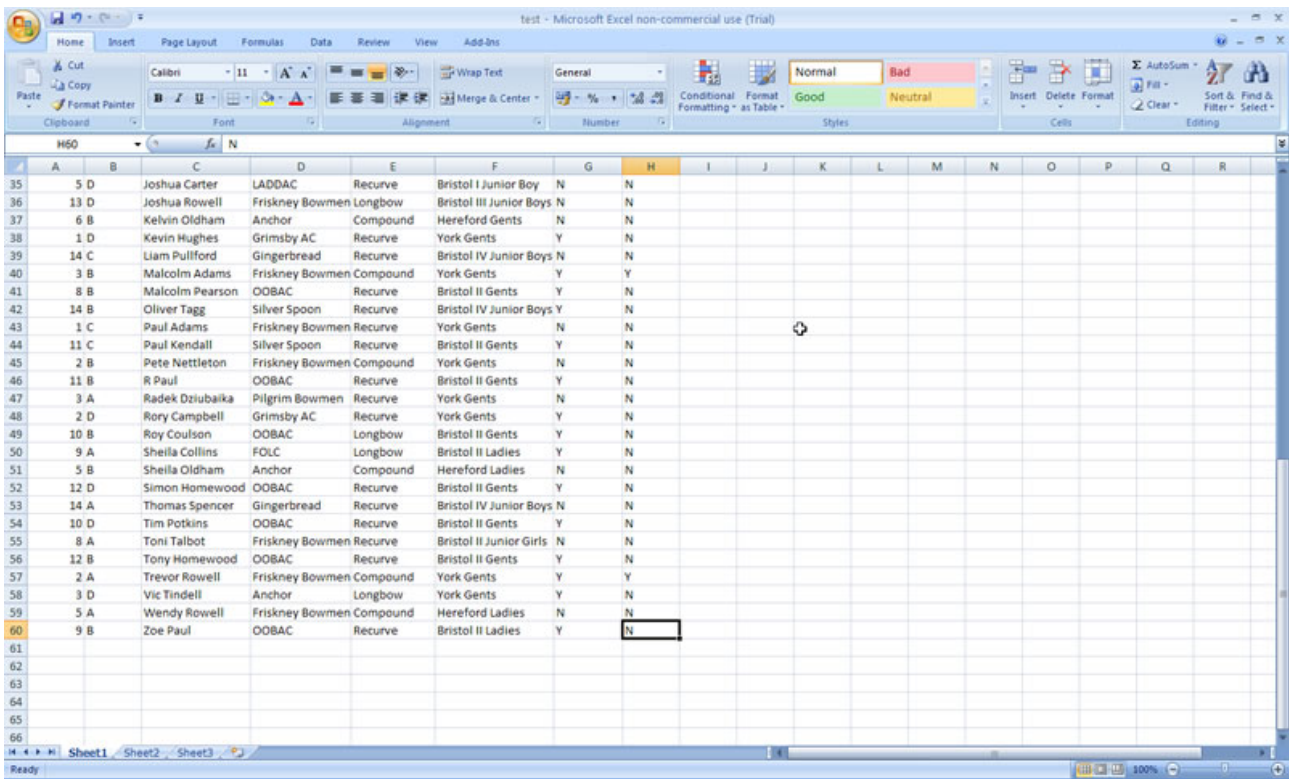 test - Microsoft Excel non-commercial use (Trial)
Home Insert Page Layout Formulas Data Review View Add-Ins
Paste Cut Copy Format Painter Clipboard
Calibri 11 A A B I U A Font
Wrap Text Merge & Center Alignment
General % , Number
Conditional Formatting Format as Table Normal Bad Good Neutral Styles
Insert Delete Format Cells
Σ AutoSum Fill Clear Sort & Filter Find & Select Editing
H60 fx N
A B C D E F G H I J K L M N O P Q R
35 5 D Joshua Carter LADDAC Recurve Bristol I Junior Boy N N
36 13 D Joshua Rowell Friskney Bowmen Longbow Bristol III Junior Boys N N
37 6 B Kelvin Oldham Anchor Compound Hereford Gents N N
38 1 D Kevin Hughes Grimsby AC Recurve York Gents Y N
39 14 C Liam Pullford Gingerbread Recurve Bristol IV Junior Boys N N
40 3 B Malcolm Adams Friskney Bowmen Compound York Gents Y Y
41 8 B Malcolm Pearson OOBAC Recurve Bristol II Gents Y N
42 14 B Oliver Tagg Silver Spoon Recurve Bristol IV Junior Boys Y N
43 1 C Paul Adams Friskney Bowmen Recurve York Gents N N
44 11 C Paul Kendall Silver Spoon Recurve Bristol II Gents Y N
45 2 B Pete Nettleton Friskney Bowmen Compound York Gents N N
46 11 B R Paul OOBAC Recurve Bristol II Gents Y N
47 3 A Radek Dziubaika Pilgrim Bowmen Recurve York Gents N N
48 2 D Rory Campbell Grimsby AC Recurve York Gents Y N
49 10 B Roy Coulson OOBAC Longbow Bristol II Gents Y N
50 9 A Sheila Collins FOLC Longbow Bristol II Ladies Y N
51 5 B Sheila Oldham Anchor Compound Hereford Ladies N N
52 12 D Simon Homewood OOBAC Recurve Bristol II Gents Y N
53 14 A Thomas Spencer Gingerbread Recurve Bristol IV Junior Boys N N
54 10 D Tim Potkins OOBAC Recurve Bristol II Gents Y N
55 8 A Toni Talbot Friskney Bowmen Recurve Bristol II Junior Girls N N
56 12 B Tony Homewood OOBAC Recurve Bristol II Gents Y N
57 2 A Trevor Rowell Friskney Bowmen Compound York Gents Y Y
58 3 D Vic Tindell Anchor Longbow York Gents Y N
59 5 A Wendy Rowell Friskney Bowmen Compound Hereford Ladies N N
60 9 B Zoe Paul OOBAC Recurve Bristol II Ladies Y N
61
62
63
64
65
66
Sheet1 Sheet2 Sheet3
Ready 100%